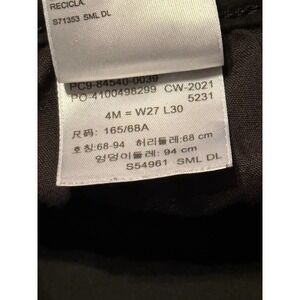 RECICLA.
S71353 SML DL
PC9-84540-0039
PO-4100498299 CW-2021
5231
4M = W27 L30
尺码: 165/68A
호칭:68-94 허리둘레:68 cm
엉덩이둘레: 94 cm
S54961 SML DL